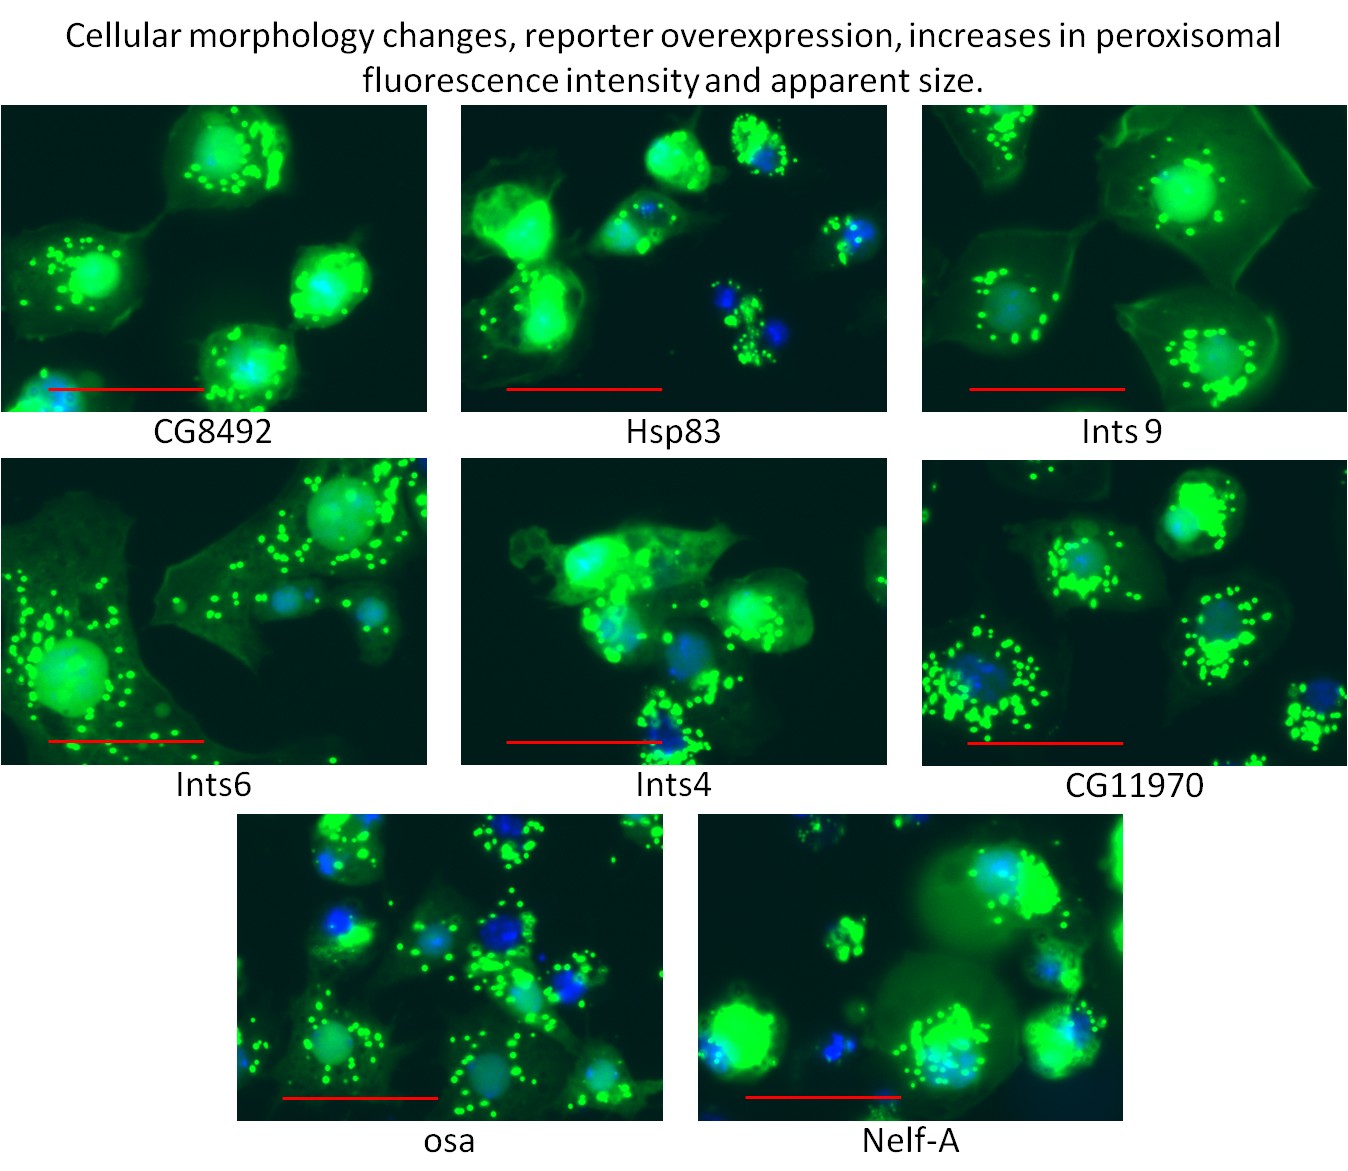 Cellular morphology changes, reporter overexpression, increases in peroxisomal
fluorescence intensity and apparent size.
CG8492 Hsp83 Ints 9
Ints6 Ints4 CG11970
osa Nelf-A